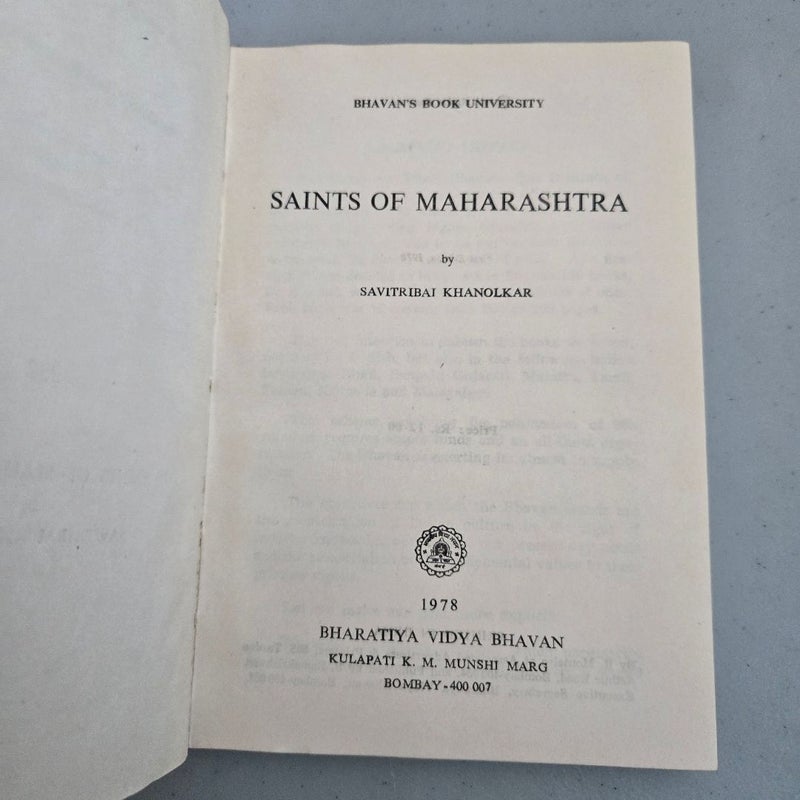 BHAVAN'S BOOK UNIVERSITY
SAINTS OF MAHARASHTRA
by
SAVITRIBAI KHANOLKAR
1978
BHARATIYA VIDYA BHAVAN
KULAPATI K. M. MUNSHI MARG
BOMBAY-400 007